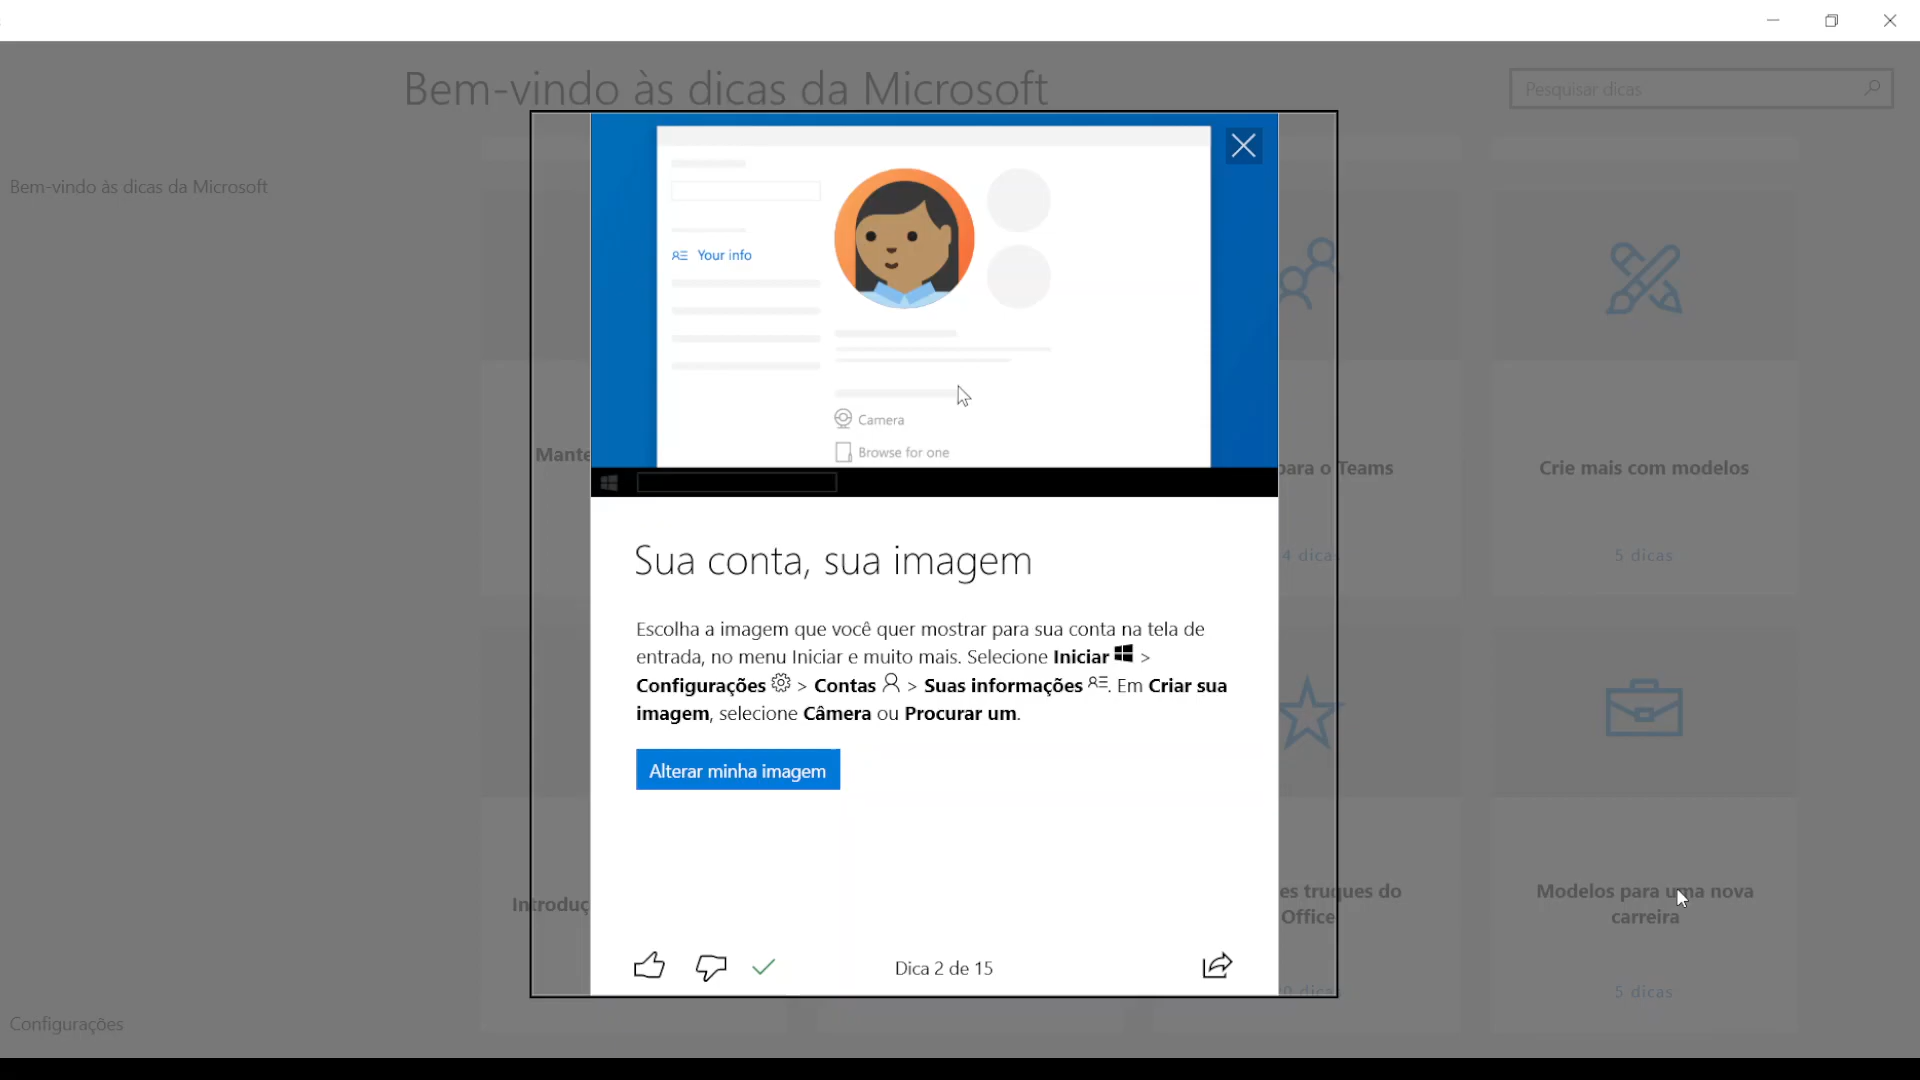 Bem-vindo às dicas da Microsoft
Pesquisar dicas
Bem-vindo às dicas da Microsoft
Your info
Camera
Browse for one
Mante
para o Teams
Crie mais com modelos
4 dicas
5 dicas
Sua conta, sua imagem
Escolha a imagem que você quer mostrar para sua conta na tela de
entrada, no menu Iniciar e muito mais. Selecione Iniciar >
Configurações > Contas > Suas informações. Em Criar sua
imagem, selecione Câmera ou Procurar um.
Alterar minha imagem
Introduç
es truques do
Office
Modelos para uma nova
carreira
Dica 2 de 15
0 dicas
5 dicas
Configurações